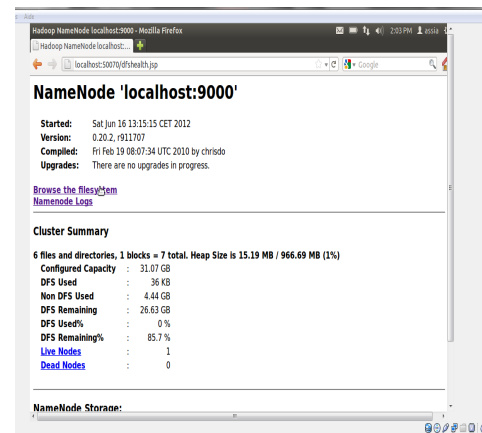 Hadoop NameNode localhost:9000 - Mozilla Firefox 2:03 PM assia
Hadoop NameNode localhost:...
localhost:50070/dfshealth.jsp Google
NameNode 'localhost:9000'
Started: Sat Jun 16 13:15:15 CET 2012
Version: 0.20.2, r911707
Compiled: Fri Feb 19 08:07:34 UTC 2010 by chrisdo
Upgrades: There are no upgrades in progress.
Browse the filesystem
Namenode Logs
Cluster Summary
6 files and directories, 1 blocks = 7 total. Heap Size is 15.19 MB / 966.69 MB (1%)
Configured Capacity : 31.07 GB
DFS Used : 36 KB
Non DFS Used : 4.44 GB
DFS Remaining : 26.63 GB
DFS Used% : 0 %
DFS Remaining% : 85.7 %
Live Nodes : 1
Dead Nodes : 0
NameNode Storage: